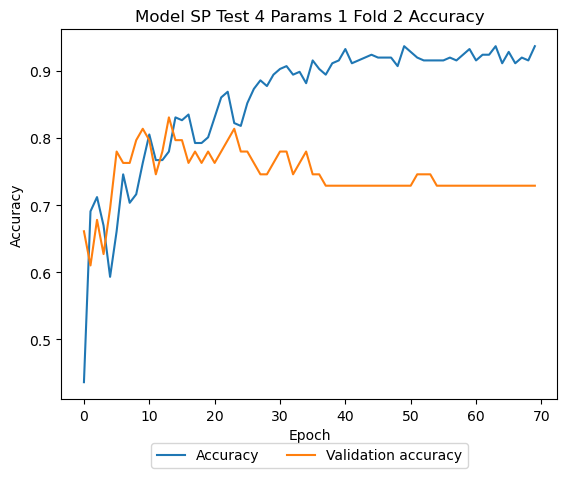 Model SP Test 4 Params 1 Fold 2 Accuracy
0.9
0.8
0.7
0.6
0.5
Accuracy
0 10 20 30 40 50 60 70
Epoch
Accuracy Validation accuracy